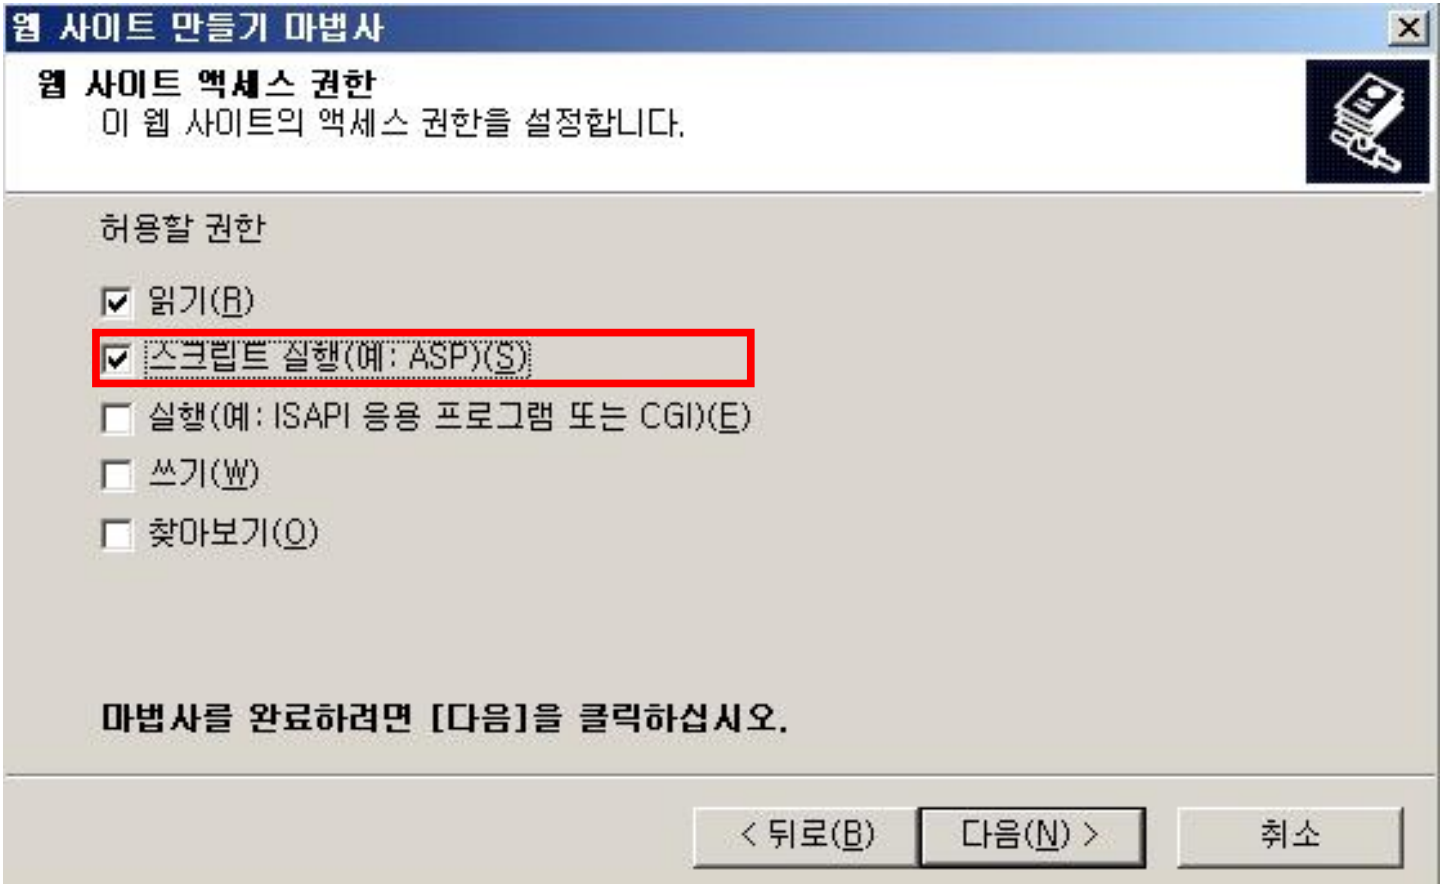 웹 사이트 만들기 마법사
웹 사이트 액세스 권한
이 웹 사이트의 액세스 권한을 설정합니다.
허용할 권한
읽기(R)
스크립트 실행(예: ASP)(S)
실행(예: ISAPI 응용 프로그램 또는 CGI)(E)
쓰기(W)
찾아보기(O)
마법사를 완료하려면 [다음]을 클릭하십시오.
< 뒤로(B) 다음(N) > 취소